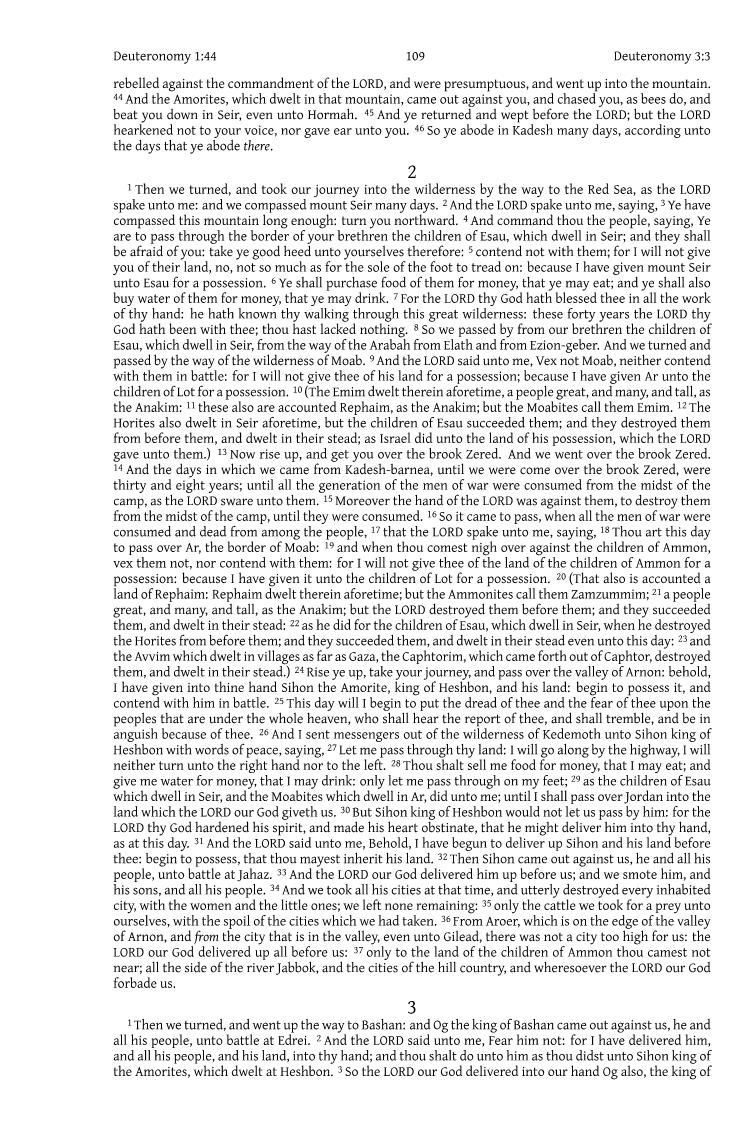 Deuteronomy 1:44 109 Deuteronomy 3:3
rebelled against the commandment of the LORD, and were presumptuous, and went up into the mountain.
44 And the Amorites, which dwelt in that mountain, came out against you, and chased you, as bees do, and
beat you down in Seir, even unto Hormah. 45 And ye returned and wept before the LORD; but the LORD
hearkened not to your voice, nor gave ear unto you. 46 So ye abode in Kadesh many days, according unto
the days that ye abode there.
2
1 Then we turned, and took our journey into the wilderness by the way to the Red Sea, as the LORD
spake unto me: and we compassed mount Seir many days. 2 And the LORD spake unto me, saying, 3 Ye have
compassed this mountain long enough: turn you northward. 4 And command thou the people, saying, Ye
are to pass through the border of your brethren the children of Esau, which dwell in Seir; and they shall
be afraid of you: take ye good heed unto yourselves therefore: 5 contend not with them; for I will not give
you of their land, no, not so much as for the sole of the foot to tread on: because I have given mount Seir
unto Esau for a possession. 6 Ye shall purchase food of them for money, that ye may eat; and ye shall also
buy water of them for money, that ye may drink. 7 For the LORD thy God hath blessed thee in all the work
of thy hand: he hath known thy walking through this great wilderness: these forty years the LORD thy
God hath been with thee; thou hast lacked nothing. 8 So we passed by from our brethren the children of
Esau, which dwell in Seir, from the way of the Arabah from Elath and from Ezion-geber. And we turned and
passed by the way of the wilderness of Moab. 9 And the LORD said unto me, Vex not Moab, neither contend
with them in battle: for I will not give thee of his land for a possession; because I have given Ar unto the
children of Lot for a possession. 10 (The Emim dwelt therein aforetime, a people great, and many, and tall, as
the Anakim: 11 these also are accounted Rephaim, as the Anakim; but the Moabites call them Emim. 12 The
Horites also dwelt in Seir aforetime, but the children of Esau succeeded them; and they destroyed them
from before them, and dwelt in their stead; as Israel did unto the land of his possession, which the LORD
gave unto them.) 13 Now rise up, and get you over the brook Zered. And we went over the brook Zered.
14 And the days in which we came from Kadesh-barnea, until we were come over the brook Zered, were
thirty and eight years; until all the generation of the men of war were consumed from the midst of the
camp, as the LORD sware unto them. 15 Moreover the hand of the LORD was against them, to destroy them
from the midst of the camp, until they were consumed. 16 So it came to pass, when all the men of war were
consumed and dead from among the people, 17 that the LORD spake unto me, saying, 18 Thou art this day
to pass over Ar, the border of Moab: 19 and when thou comest nigh over against the children of Ammon,
vex them not, nor contend with them: for I will not give thee of the land of the children of Ammon for a
possession: because I have given it unto the children of Lot for a possession. 20 (That also is accounted a
land of Rephaim: Rephaim dwelt therein aforetime; but the Ammonites call them Zamzummim; 21 a people
great, and many, and tall, as the Anakim; but the LORD destroyed them before them; and they succeeded
them, and dwelt in their stead: 22 as he did for the children of Esau, which dwell in Seir, when he destroyed
the Horites from before them; and they succeeded them, and dwelt in their stead even unto this day: 23 and
the Avvim which dwelt in villages as far as Gaza, the Caphtorim, which came forth out of Caphtor, destroyed
them, and dwelt in their stead.) 24 Rise ye up, take your journey, and pass over the valley of Arnon: behold,
I have given into thine hand Sihon the Amorite, king of Heshbon, and his land: begin to possess it, and
contend with him in battle. 25 This day will I begin to put the dread of thee and the fear of thee upon the
peoples that are under the whole heaven, who shall hear the report of thee, and shall tremble, and be in
anguish because of thee. 26 And I sent messengers out of the wilderness of Kedemoth unto Sihon king of
Heshbon with words of peace, saying, 27 Let me pass through thy land: I will go along by the highway, I will
neither turn unto the right hand nor to the left. 28 Thou shalt sell me food for money, that I may eat; and
give me water for money, that I may drink: only let me pass through on my feet; 29 as the children of Esau
which dwell in Seir, and the Moabites which dwell in Ar, did unto me; until I shall pass over Jordan into the
land which the LORD our God giveth us. 30 But Sihon king of Heshbon would not let us pass by him: for the
LORD thy God hardened his spirit, and made his heart obstinate, that he might deliver him into thy hand,
as at this day. 31 And the LORD said unto me, Behold, I have begun to deliver up Sihon and his land before
thee: begin to possess, that thou mayest inherit his land. 32 Then Sihon came out against us, he and all his
people, unto battle at Jahaz. 33 And the LORD our God delivered him up before us; and we smote him, and
his sons, and all his people. 34 And we took all his cities at that time, and utterly destroyed every inhabited
city, with the women and the little ones; we left none remaining: 35 only the cattle we took for a prey unto
ourselves, with the spoil of the cities which we had taken. 36 From Aroer, which is on the edge of the valley
of Arnon, and from the city that is in the valley, even unto Gilead, there was not a city too high for us: the
LORD our God delivered up all before us: 37 only to the land of the children of Ammon thou camest not
near; all the side of the river Jabbok, and the cities of the hill country, and wheresoever the LORD our God
forbade us.
3
1 Then we turned, and went up the way to Bashan: and Og the king of Bashan came out against us, he and
all his people, unto battle at Edrei. 2 And the LORD said unto me, Fear him not: for I have delivered him,
and all his people, and his land, into thy hand; and thou shalt do unto him as thou didst unto Sihon king of
the Amorites, which dwelt at Heshbon. 3 So the LORD our God delivered into our hand Og also, the king of